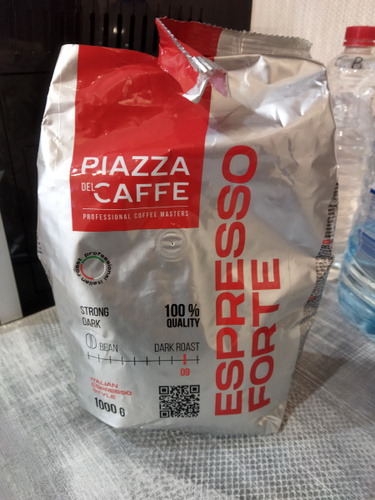 PIAZZA
DEL CAFFE
PROFESSIONAL COFFEE MASTERS
ESPRESSO
FORTE
STRONG
DARK
100 %
QUALITY
BEAN
DARK ROAST
09
ITALIAN
ESPRESSO
STYLE
1000 G
B